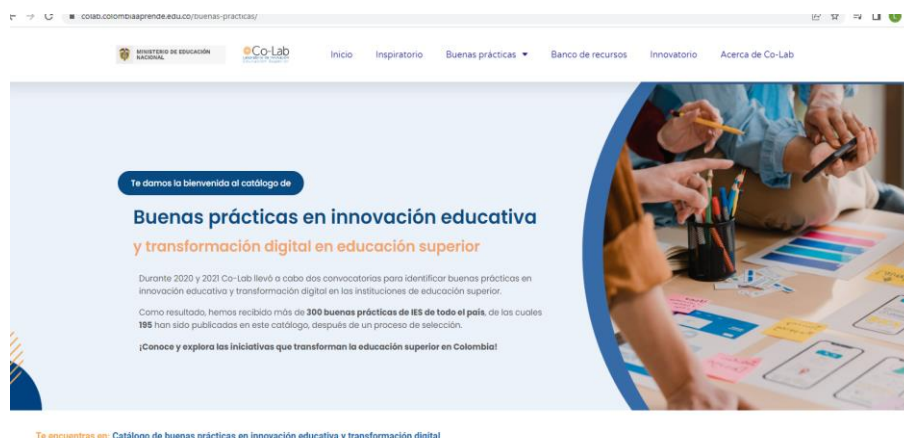 colab.colombiaaprende.edu.co/buenas-practicas/
MINISTERIO DE EDUCACIÓN
NACIONAL
Co-Lab
Inicio
Inspiratorio
Buenas prácticas
Banco de recursos
Innovatorio
Acerca de Co-Lab
Te damos la bienvenida al catálogo de
Buenas prácticas en innovación educativa
y transformación digital en educación superior
Durante 2020 y 2021 Co-Lab llevó a cabo dos convocatorias para identificar buenas prácticas en
innovación educativa y transformación digital en las instituciones de educación superior.
Como resultado, hemos recibido más de 300 buenas prácticas de IES de todo el país, de las cuales
195 han sido publicadas en este catálogo, después de un proceso de selección.
¡Conoce y explora las iniciativas que transforman la educación superior en Colombia!
Te encuentras en: Catálogo de buenas prácticas en innovación educativa y transformación digital